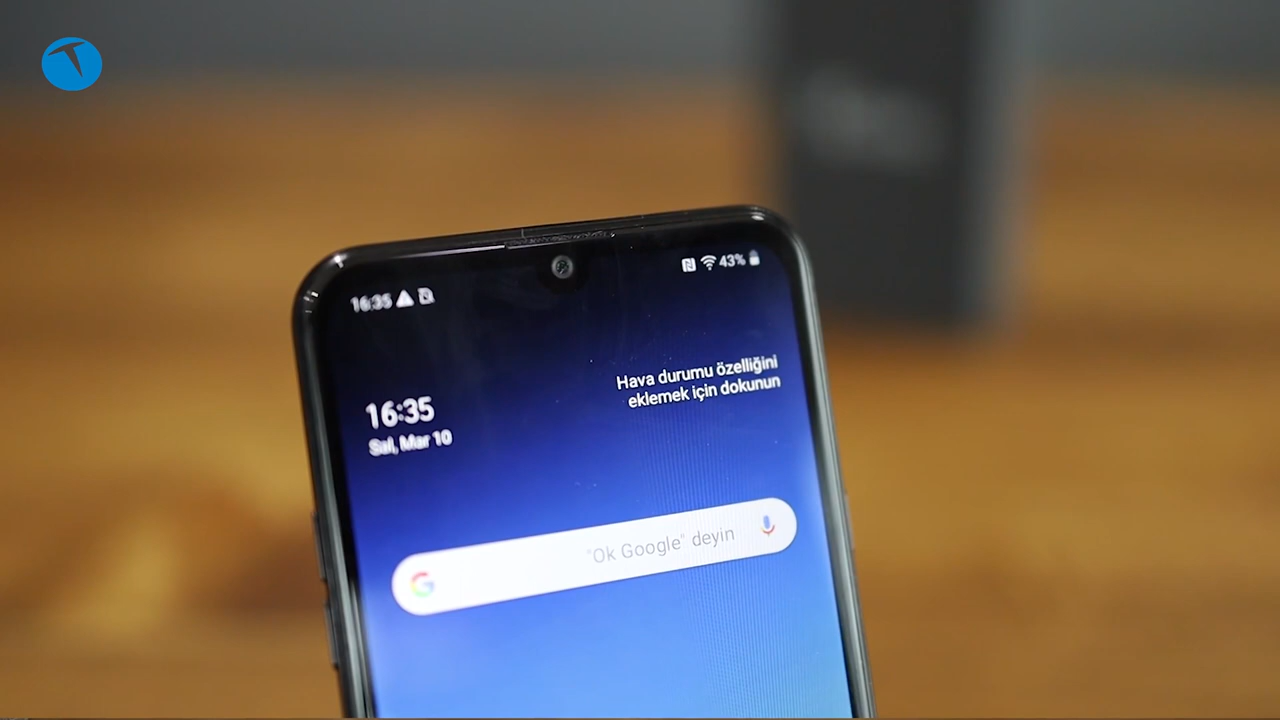 16:35
43%
16:35
Sal, Mar 10
Hava durumu özelliğini
eklemek için dokunun
"Ok Google" deyin